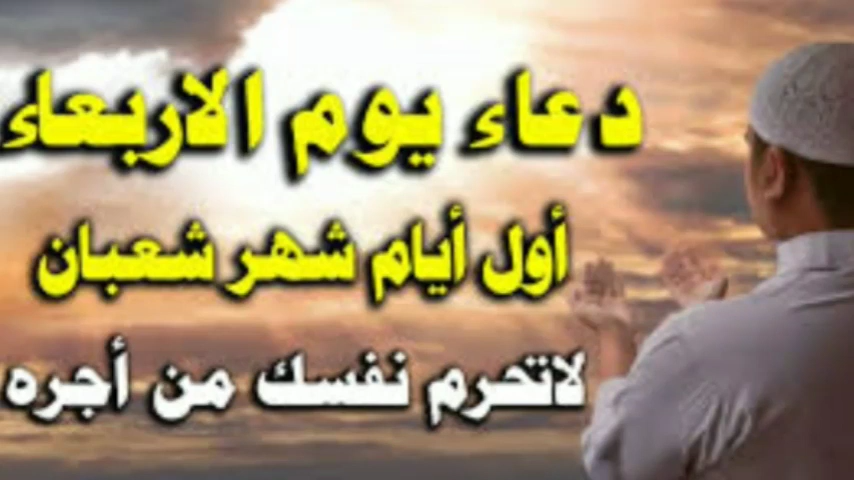 دعاء يوم الاربعاء
أول أيام شهر شعبان
لاتحرم نفسك من أجره